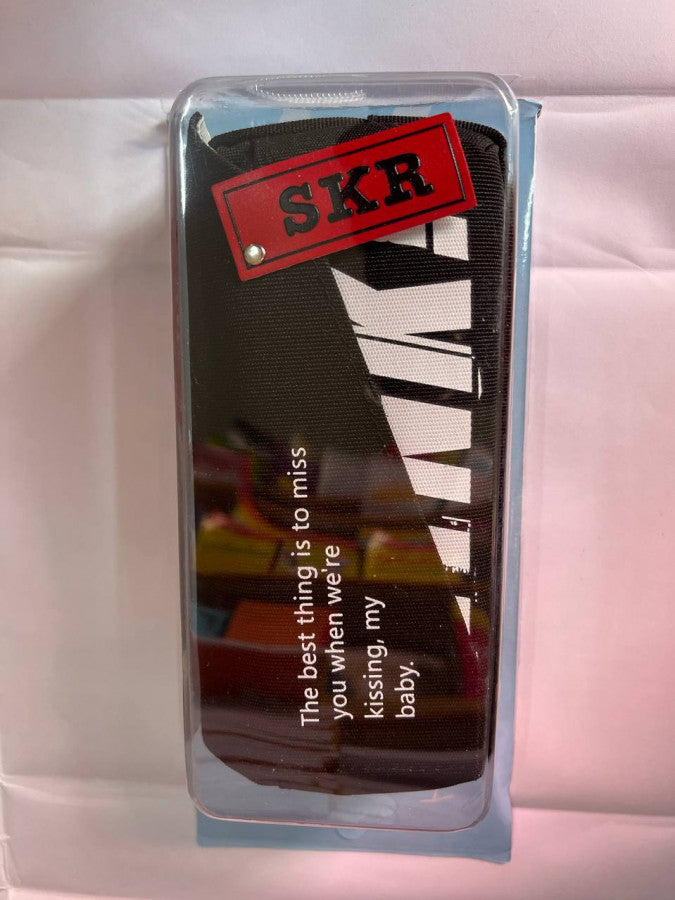 SKR
The best thing is to miss
you when we're
kissing, my
baby.